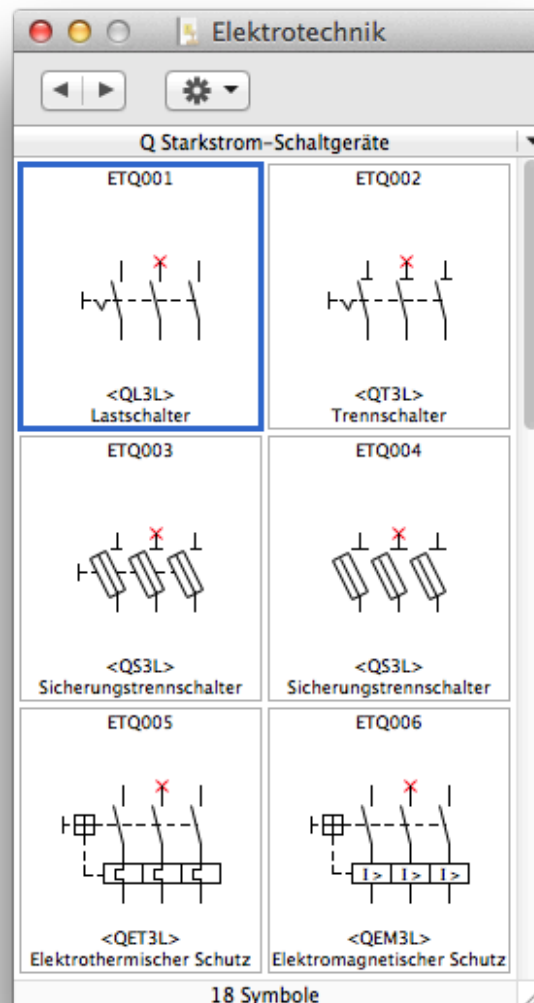 Elektrotechnik
Q Starkstrom-Schaltgeräte
ETQ001
ETQ002
<QL3L>
Lastschalter
<QT3L>
Trennschalter
ETQ003
ETQ004
<QS3L>
Sicherungstrennschalter
<QS3L>
Sicherungstrennschalter
ETQ005
ETQ006
I> I> I>
<QET3L>
Elektrothermischer Schutz
<QEM3L>
Elektromagnetischer Schutz
18 Symbole